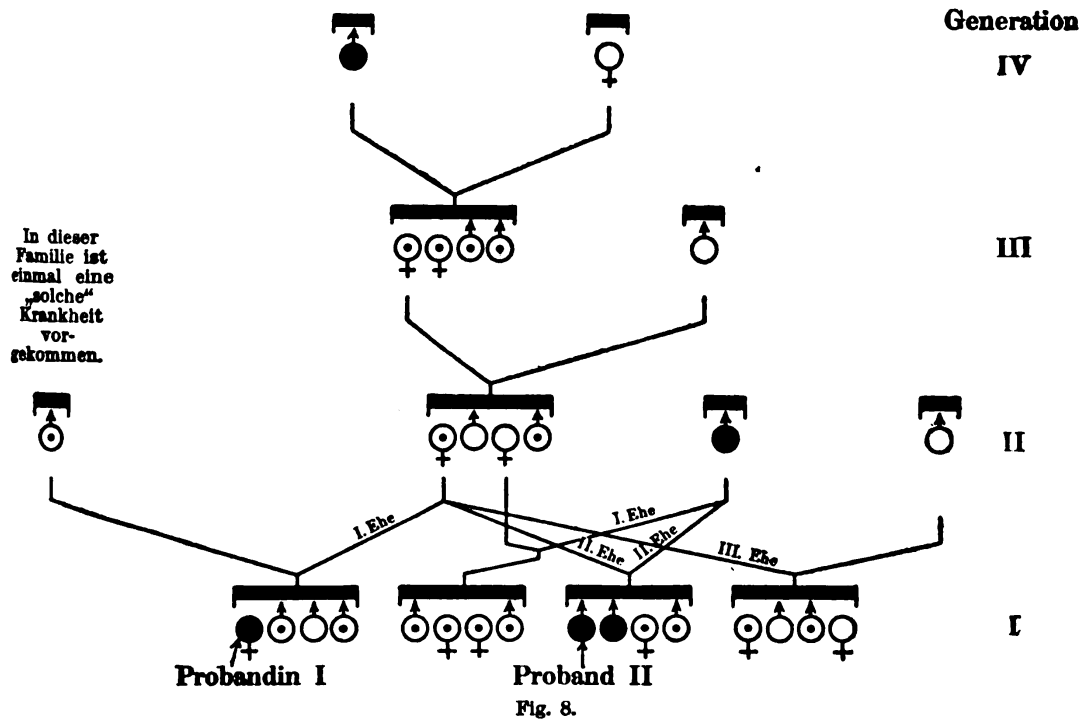 Generation
IV
III
In dieser
Familie ist
einmal eine
„solche“
Krankheit
vor-
gekommen.
II
I. Ehe
I. Ehe
II. Ehe
II. Ehe
III. Ehe
I
Probandin I
Proband II
Fig. 8.